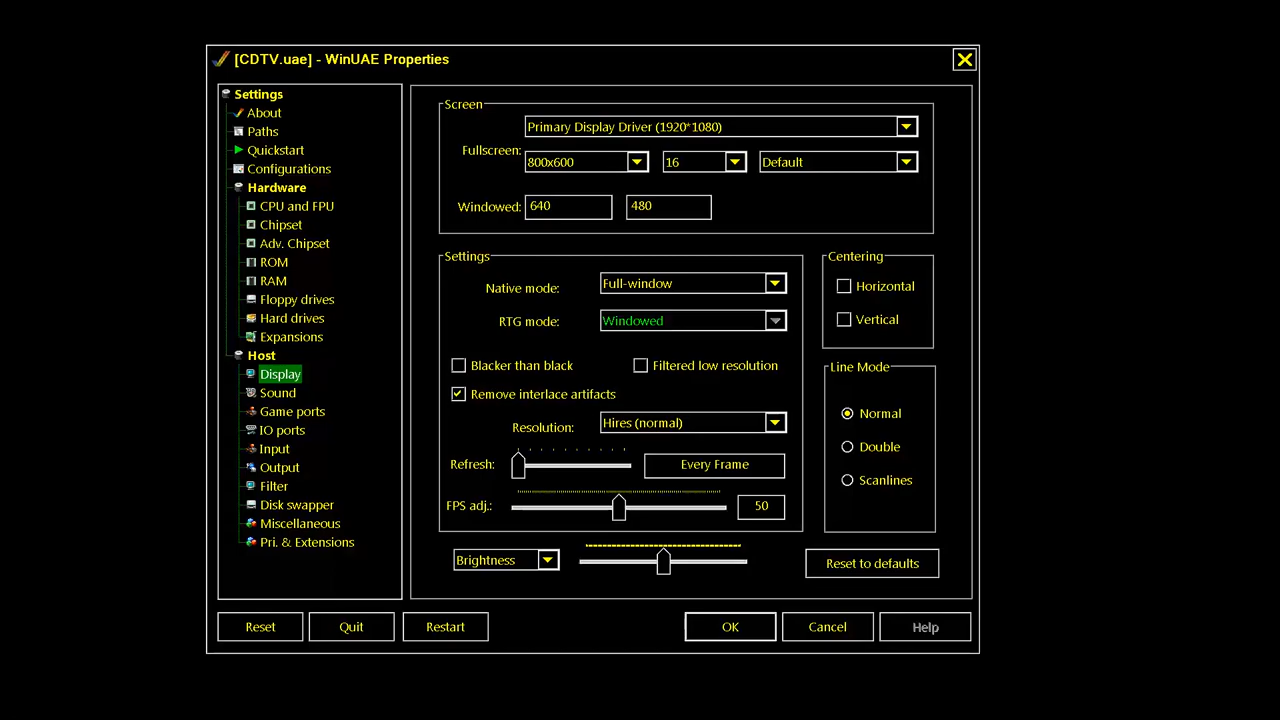 [CDTV.uae] - WinUAE Properties
Settings
About
Paths
Quickstart
Configurations
Hardware
CPU and FPU
Chipset
Adv. Chipset
ROM
RAM
Floppy drives
Hard drives
Expansions
Host
Display
Sound
Game ports
IO ports
Input
Output
Filter
Disk swapper
Miscellaneous
Pri. & Extensions
Screen
Primary Display Driver (1920*1080)
Fullscreen:
800x600 16 Default
Windowed: 640 480
Settings
Native mode: Full-window
RTG mode: Windowed
Blacker than black Filtered low resolution
Remove interlace artifacts
Resolution: Hires (normal)
Refresh: Every Frame
FPS adj.: 50
Centering
Horizontal
Vertical
Line Mode
Normal
Double
Scanlines
Brightness
Reset to defaults
Reset Quit Restart OK Cancel Help